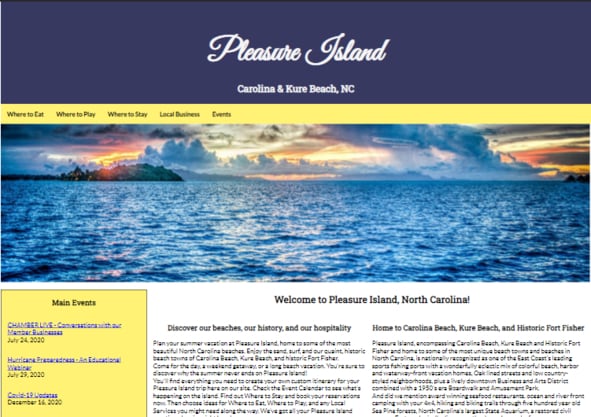 Pleasure Island
Carolina & Kure Beach, NC
Where to Eat
Where to Play
Where to Stay
Local Business
Events
Main Events
CHAMBER LIVE - Conversations with our
Member Businesses
July 24, 2020
Hurricane Preparedness - An Educational
Webinar
July 29, 2020
Covid-19 Updates
December 16, 2020
Welcome to Pleasure Island, North Carolina!
Discover our beaches, our history, and our hospitality
Plan your summer vacation at Pleasure Island, home to some of the most
beautiful North Carolina beaches. Enjoy the sand, surf, and our quaint, historic
beach towns of Carolina Beach, Kure Beach, and historic Fort Fisher.
Come for the day, a weekend getaway, or a long beach vacation. You're sure to
discover why the summer never ends on Pleasure Island!
You'll find everything you need to create your own custom itinerary for your
Pleasure Island trip here on our site. Check the Event Calendar to see what's
happening on the island. Find out Where to Stay and book your reservations
now. Then choose ideas for Where to Eat, Where to Play, and any Local
Services you might need along the way. We've got all your Pleasure Island
Home to Carolina Beach, Kure Beach, and Historic Fort Fisher
Pleasure Island, encompassing Carolina Beach, Kure Beach and Historic Fort
Fisher and home to some of the most unique beach towns and beaches in
North Carolina, is nationally recognized as one of the East Coast's leading
sports fishing ports with a wonderfully eclectic mix of colorful beach, harbor
and waterway-front vacation homes, Oak lined streets and low country-
styled neighborhoods, plus a lively downtown Business and Arts District
combined with a 1950's era Boardwalk and Amusement Park.
And did we mention award winning seafood restaurants, ocean and river front
camping with your 4x4, hiking and biking trails through five hundred year old
Sea Pine forests, North Carolina's largest State Aquarium, a restored civil